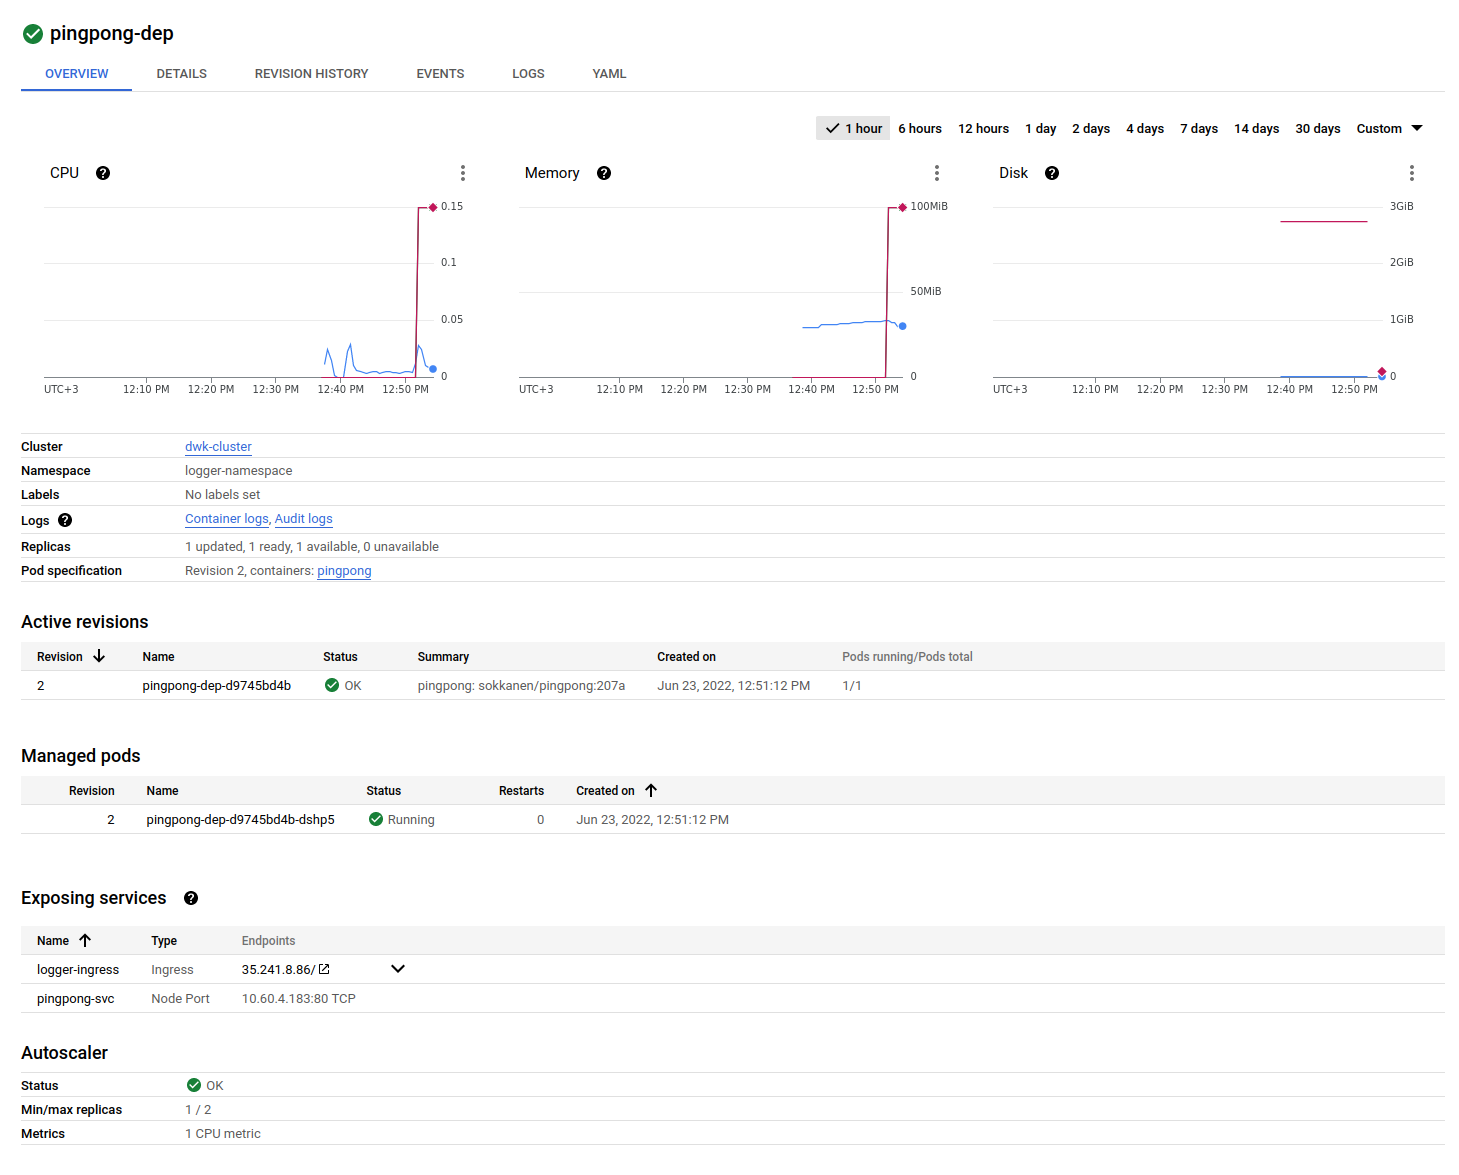 pingpong-dep
OVERVIEW DETAILS REVISION HISTORY EVENTS LOGS YAML
1 hour 6 hours 12 hours 1 day 2 days 4 days 7 days 14 days 30 days Custom
CPU
0.15
0.1
0.05
0
UTC+3 12:10 PM 12:20 PM 12:30 PM 12:40 PM 12:50 PM
Memory
100MiB
50MiB
0
UTC+3 12:10 PM 12:20 PM 12:30 PM 12:40 PM 12:50 PM
Disk
3GiB
2GiB
1GiB
0
UTC+3 12:10 PM 12:20 PM 12:30 PM 12:40 PM 12:50 PM
Cluster dwk-cluster
Namespace logger-namespace
Labels No labels set
Logs Container logs, Audit logs
Replicas 1 updated, 1 ready, 1 available, 0 unavailable
Pod specification Revision 2, containers: pingpong
Active revisions
Revision Name Status Summary Created on Pods running/Pods total
2 pingpong-dep-d9745bd4b OK pingpong: sokkanen/pingpong:207a Jun 23, 2022, 12:51:12 PM 1/1
Managed pods
Revision Name Status Restarts Created on
2 pingpong-dep-d9745bd4b-dshp5 Running 0 Jun 23, 2022, 12:51:12 PM
Exposing services
Name Type Endpoints
logger-ingress Ingress 35.241.8.86/
pingpong-svc Node Port 10.60.4.183:80 TCP
Autoscaler
Status OK
Min/max replicas 1 / 2
Metrics 1 CPU metric